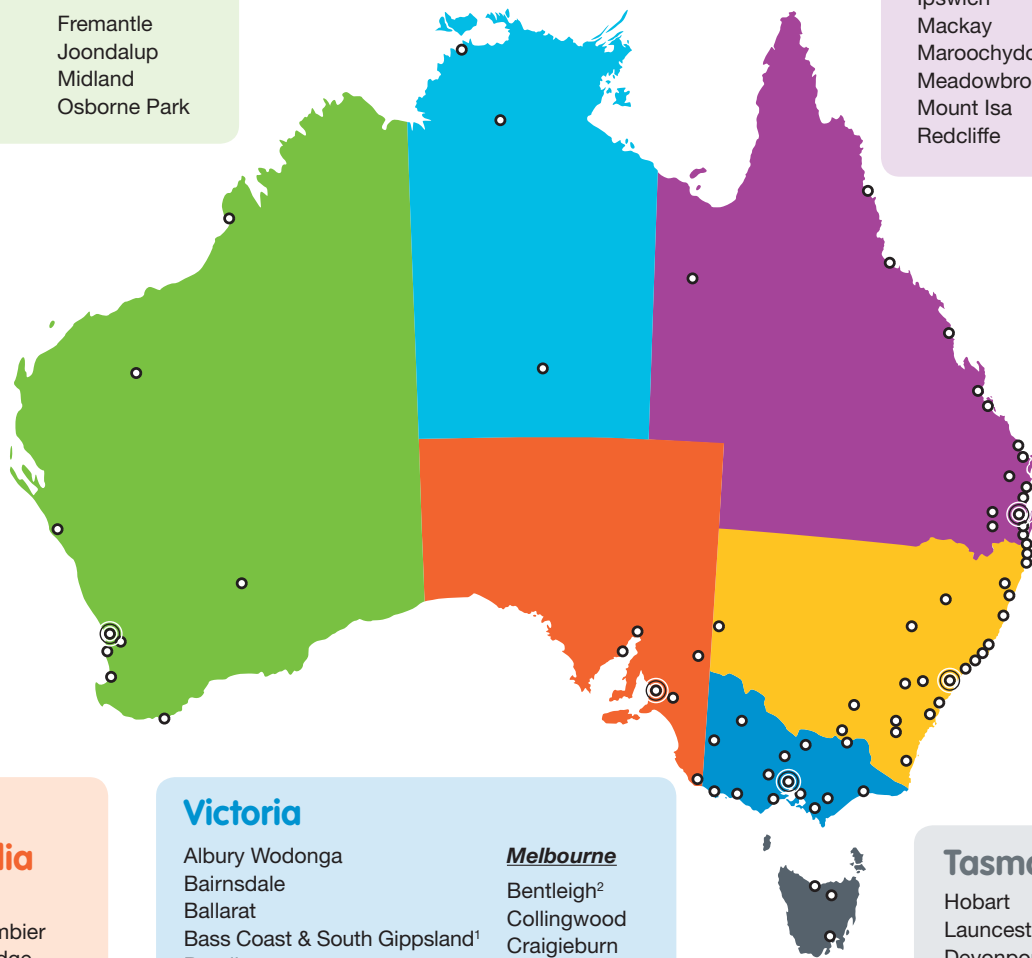 Fremantle
Joondalup
Midland
Osborne Park
Mackay
Mount Isa
Redcliffe
Victoria
Albury Wodonga
Bairnsdale
Ballarat
Bass Coast & South Gippsland¹
Melbourne
Bentleigh²
Collingwood
Craigieburn
Hobart